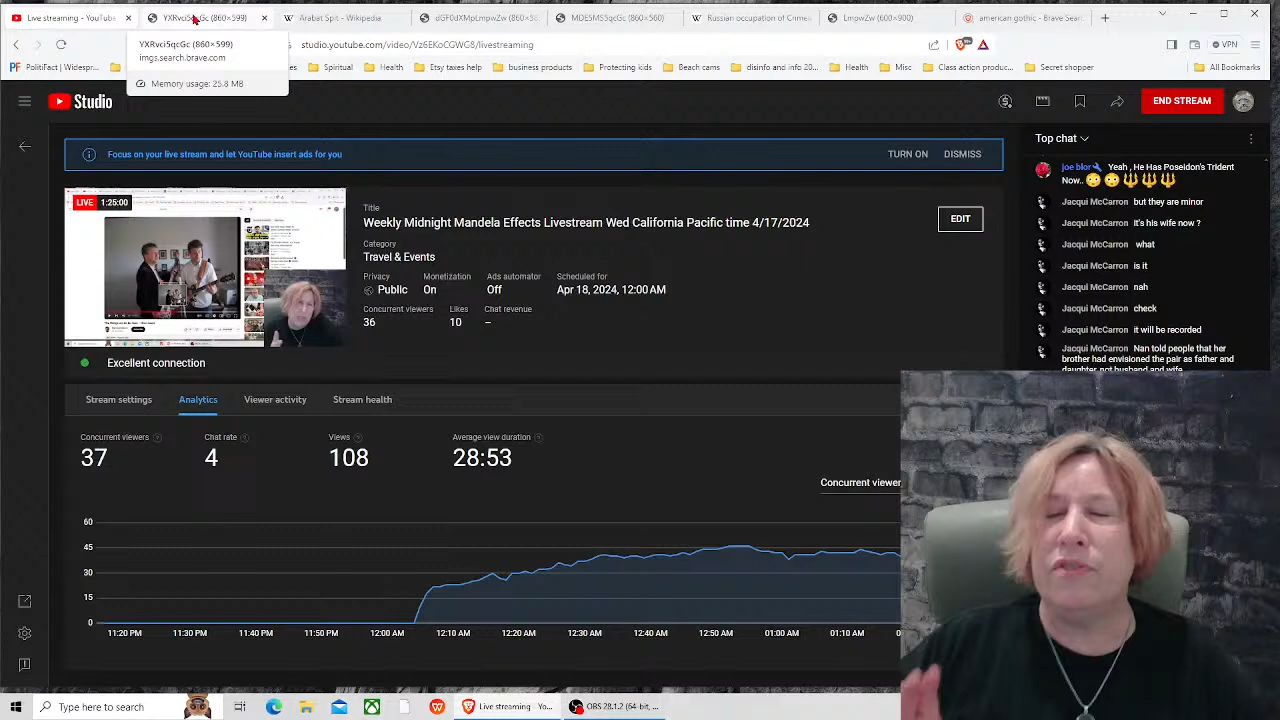 Live streaming - YouTube
YXRvci5qcGc (860×599)
Arabat Spit - Wikipedia
dGF0dXMpLmpwZw (860×58
MDE5MS5qcGc (860×560)
Russian occupation of Crimea
LmpwZw (600×900)
american gothic - Brave Sear
YXRvci5qcGc (860×599)
imgs.search.brave.com
Memory usage: 25.8 MB
studio.youtube.com/video/Vz6EKoCGWG8/livestreaming
99+
VPN
PolitiFact | Widespr...
Spiritual
Health
Etsy taxes help
business products
Protecting kids
Beach cams
disinfo and info 20...
Health
Misc
Class action produc...
Secret shopper
All Bookmarks
Studio
END STREAM
Focus on your live stream and let YouTube insert ads for you
TURN ON
DISMISS
Top chat
LIVE
1:25:00
Title
Weekly Midnight Mandela Effects Livestream Wed California Pacific time 4/17/2024
EDIT
Category
Travel & Events
Privacy
Monetization
Ads automator
Scheduled for
Public
On
Off
Apr 18, 2024, 12:00 AM
Concurrent viewers
Likes
Chat revenue
36
10
–
Excellent connection
Joe blor Yeah , He Has Poseidon's Trident
Now..
Jacqui McCarron but they are minor
Jacqui McCarron it's his wife now ?
Jacqui McCarron what
Jacqui McCarron is it
Jacqui McCarron nah
Jacqui McCarron check
Jacqui McCarron it will be recorded
Jacqui McCarron Nan told people that her
brother had envisioned the pair as father and
daughter, not husband and wife
Stream settings
Analytics
Viewer activity
Stream health
Concurrent viewers
Chat rate
Views
Average view duration
37
4
108
28:53
Concurrent viewer
60
45
30
15
0
11:20 PM
11:30 PM
11:40 PM
11:50 PM
12:00 AM
12:10 AM
12:20 AM
12:30 AM
12:40 AM
12:50 AM
01:00 AM
01:10 AM
Type here to search
Live streaming - Yo...
OBS 28.1.2 (64-bit, ...